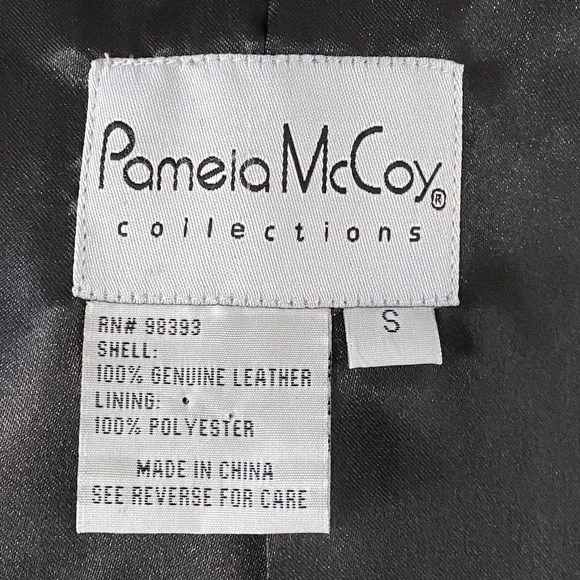 Pamela McCoy®
collections
S
RN# 98393
SHELL:
100% GENUINE LEATHER
LINING:
100% POLYESTER
MADE IN CHINA
SEE REVERSE FOR CARE